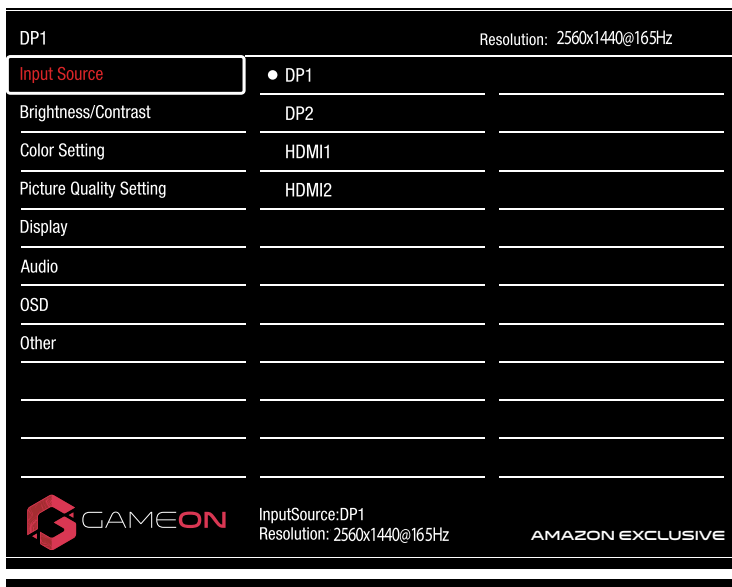 DP1 Resolution: 2560x1440@165Hz
Input Source DP1
Brightness/Contrast DP2
Color Setting HDMI1
Picture Quality Setting HDMI2
Display
Audio
OSD
Other
GAMEON
InputSource:DP1
Resolution: 2560x1440@165Hz
AMAZON EXCLUSIVE